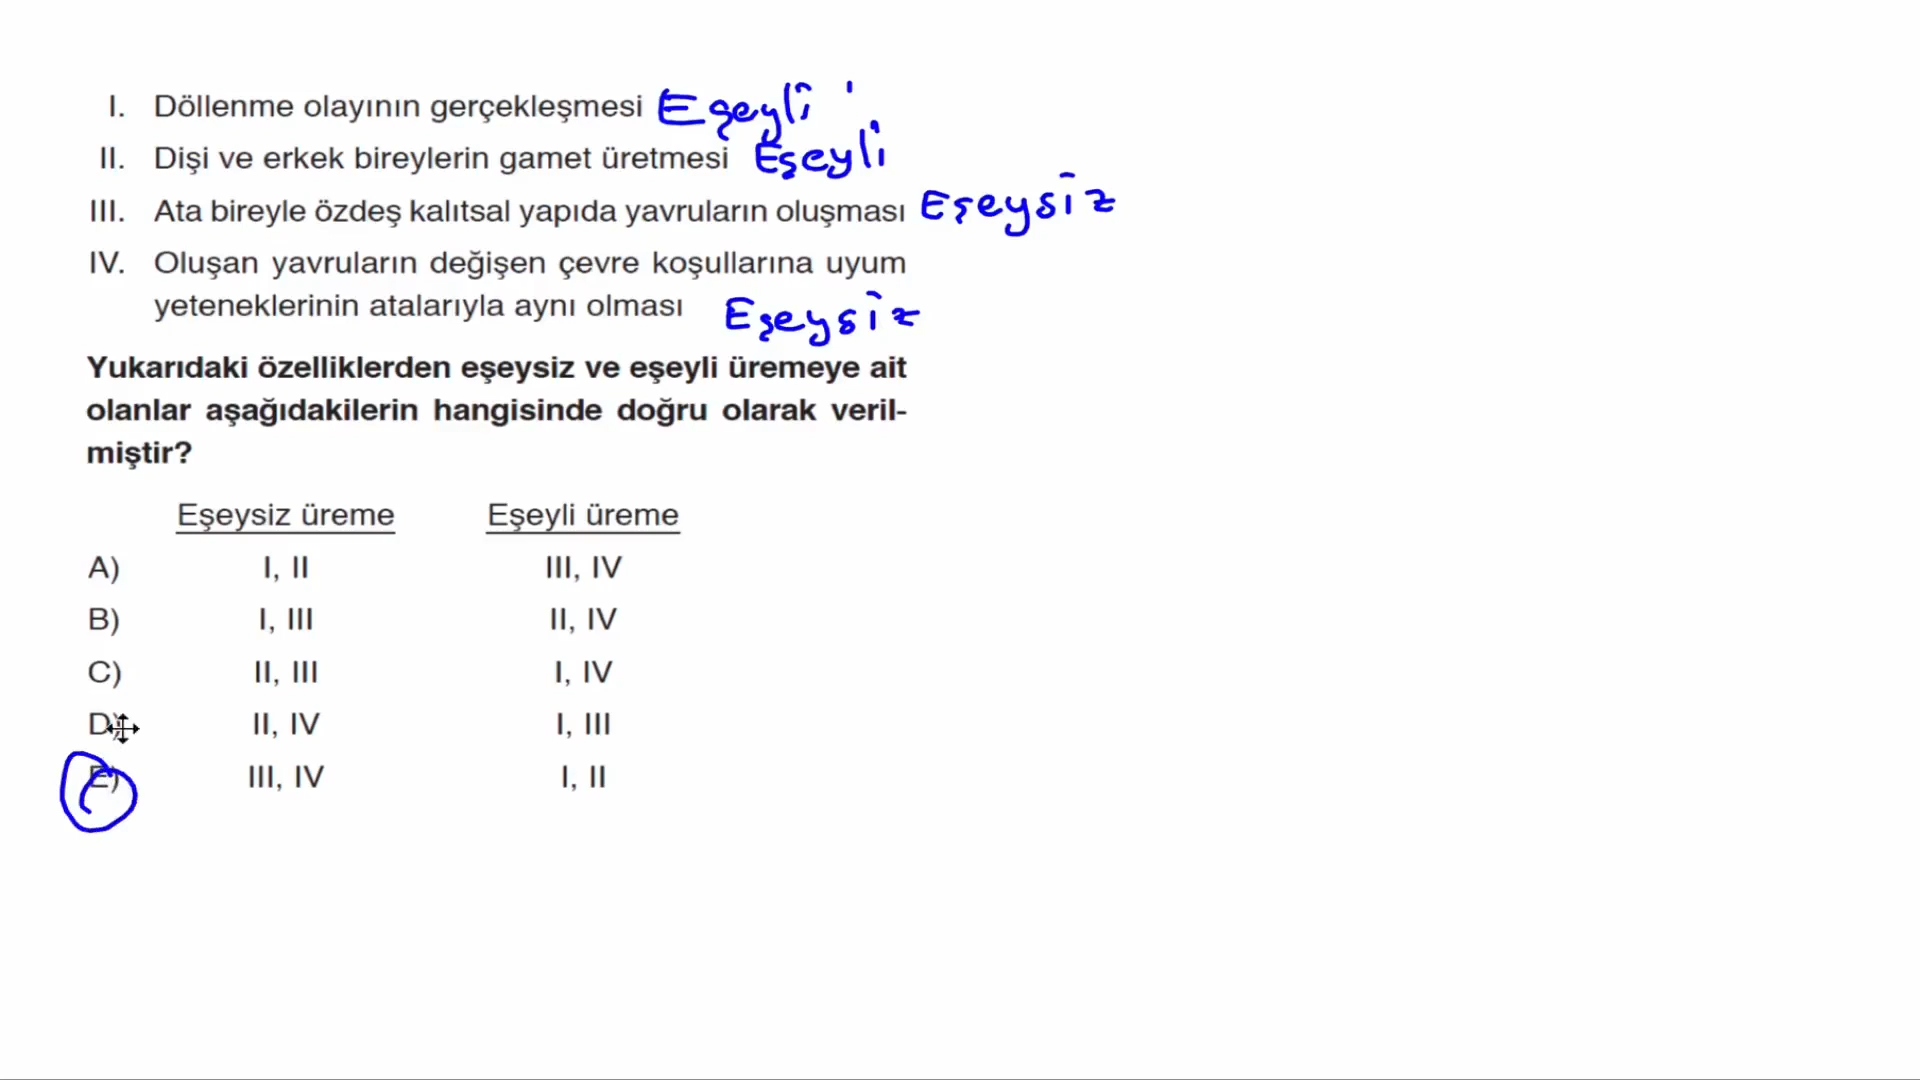 I. Döllenme olayının gerçekleşmesi Eşeyli
II. Dişi ve erkek bireylerin gamet üretmesi Eşeyli
III. Ata bireyle özdeş kalıtsal yapıda yavruların oluşması Eşeysiz
IV. Oluşan yavruların değişen çevre koşullarına uyum
yeteneklerinin atalarıyla aynı olması Eşeysiz
Yukarıdaki özelliklerden eşeysiz ve eşeyli üremeye ait
olanlar aşağıdakilerin hangisinde doğru olarak veril-
miştir?
Eşeysiz üreme Eşeyli üreme
A) I, II III, IV
B) I, III II, IV
C) II, III I, IV
D) II, IV I, III
E) III, IV I, II